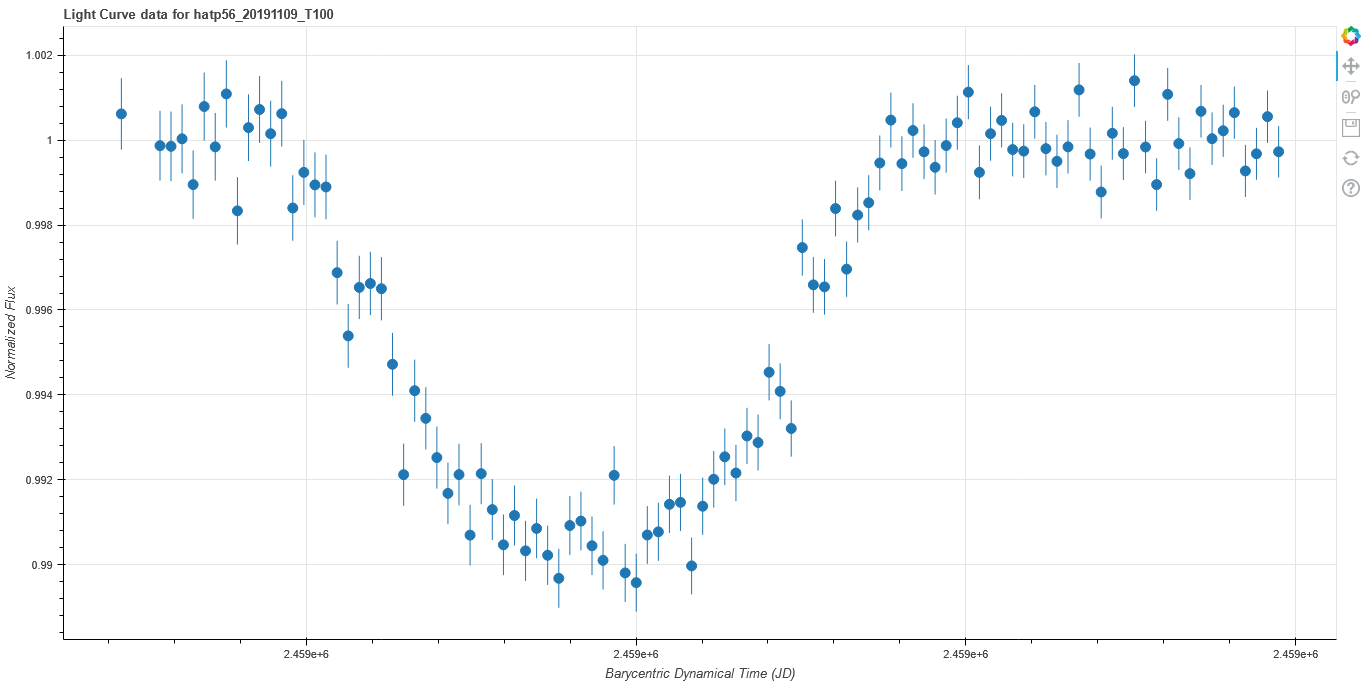 Light Curve data for hatp56_20191109_T100
1.002
1
0.998
0.996
0.994
0.992
0.99
Normalized Flux
2.459e+6 2.459e+6 2.459e+6 2.459e+6
Barycentric Dynamical Time (JD)